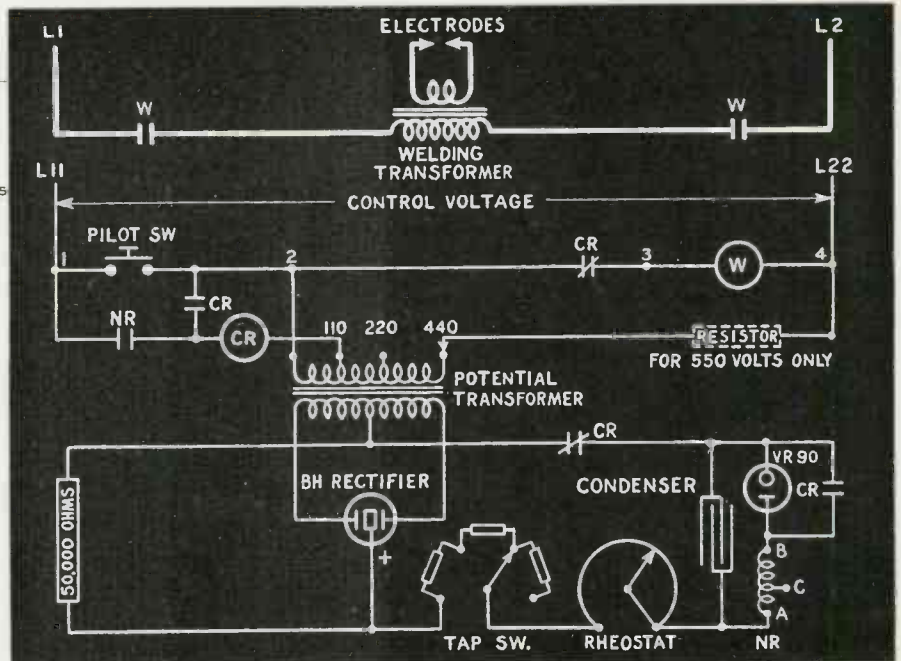 L1
ELECTRODES
L2
W
W
WELDING
TRANSFORMER
L11
L22
CONTROL VOLTAGE
PILOT SW
1
2
CR
3
W
4
CR
NR
CR
110
220
440
RESISTOR
FOR 550 VOLTS ONLY
POTENTIAL
TRANSFORMER
CR
BH RECTIFIER
CONDENSER
VR90
CR
50,000 OHMS
+
B
C
A
TAP SW.
RHEOSTAT
NR